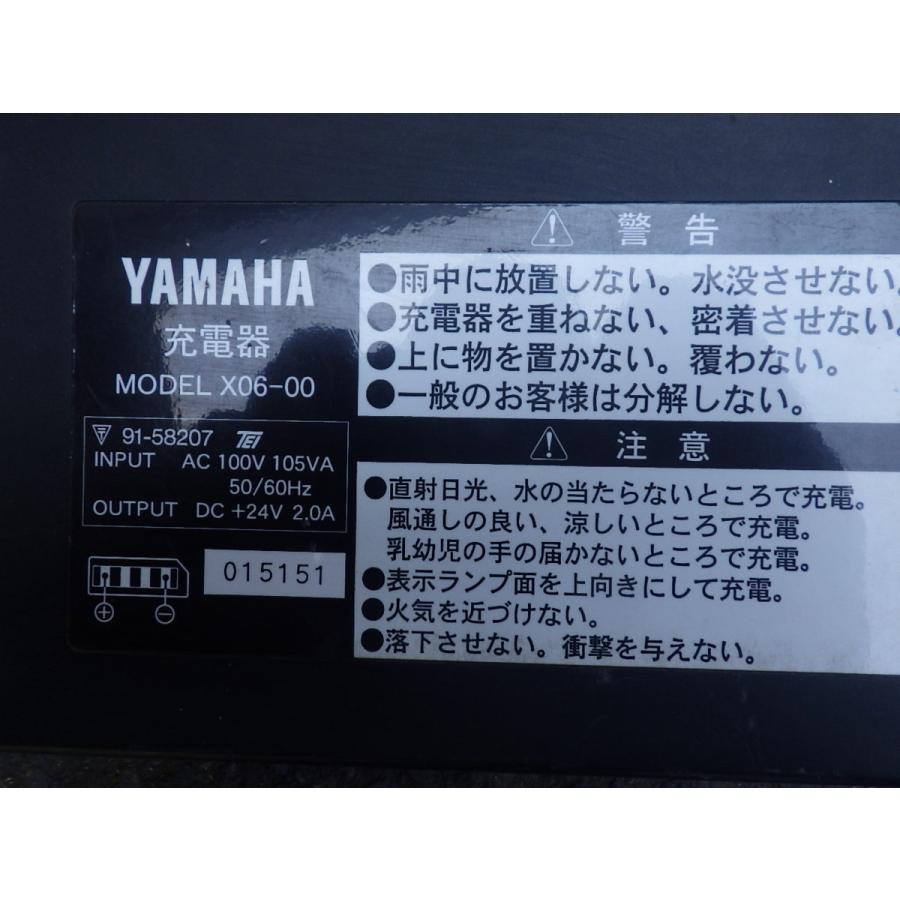 YAMAHA
充電器
MODEL X06-00
91-58207 TEI
INPUT AC 100V 105VA
50/60Hz
OUTPUT DC +24V 2.0A
015151
⊕ ⊖
⚠ 警告
●雨中に放置しない。水没させない。
●充電器を重ねない、密着させない。
●上に物を置かない。覆わない。
●一般のお客様は分解しない。
⚠ 注意
●直射日光、水の当たらないところで充電。
風通しの良い、涼しいところで充電。
乳幼児の手の届かないところで充電。
●表示ランプ面を上向きにして充電。
●火気を近づけない。
●落下させない。衝撃を与えない。